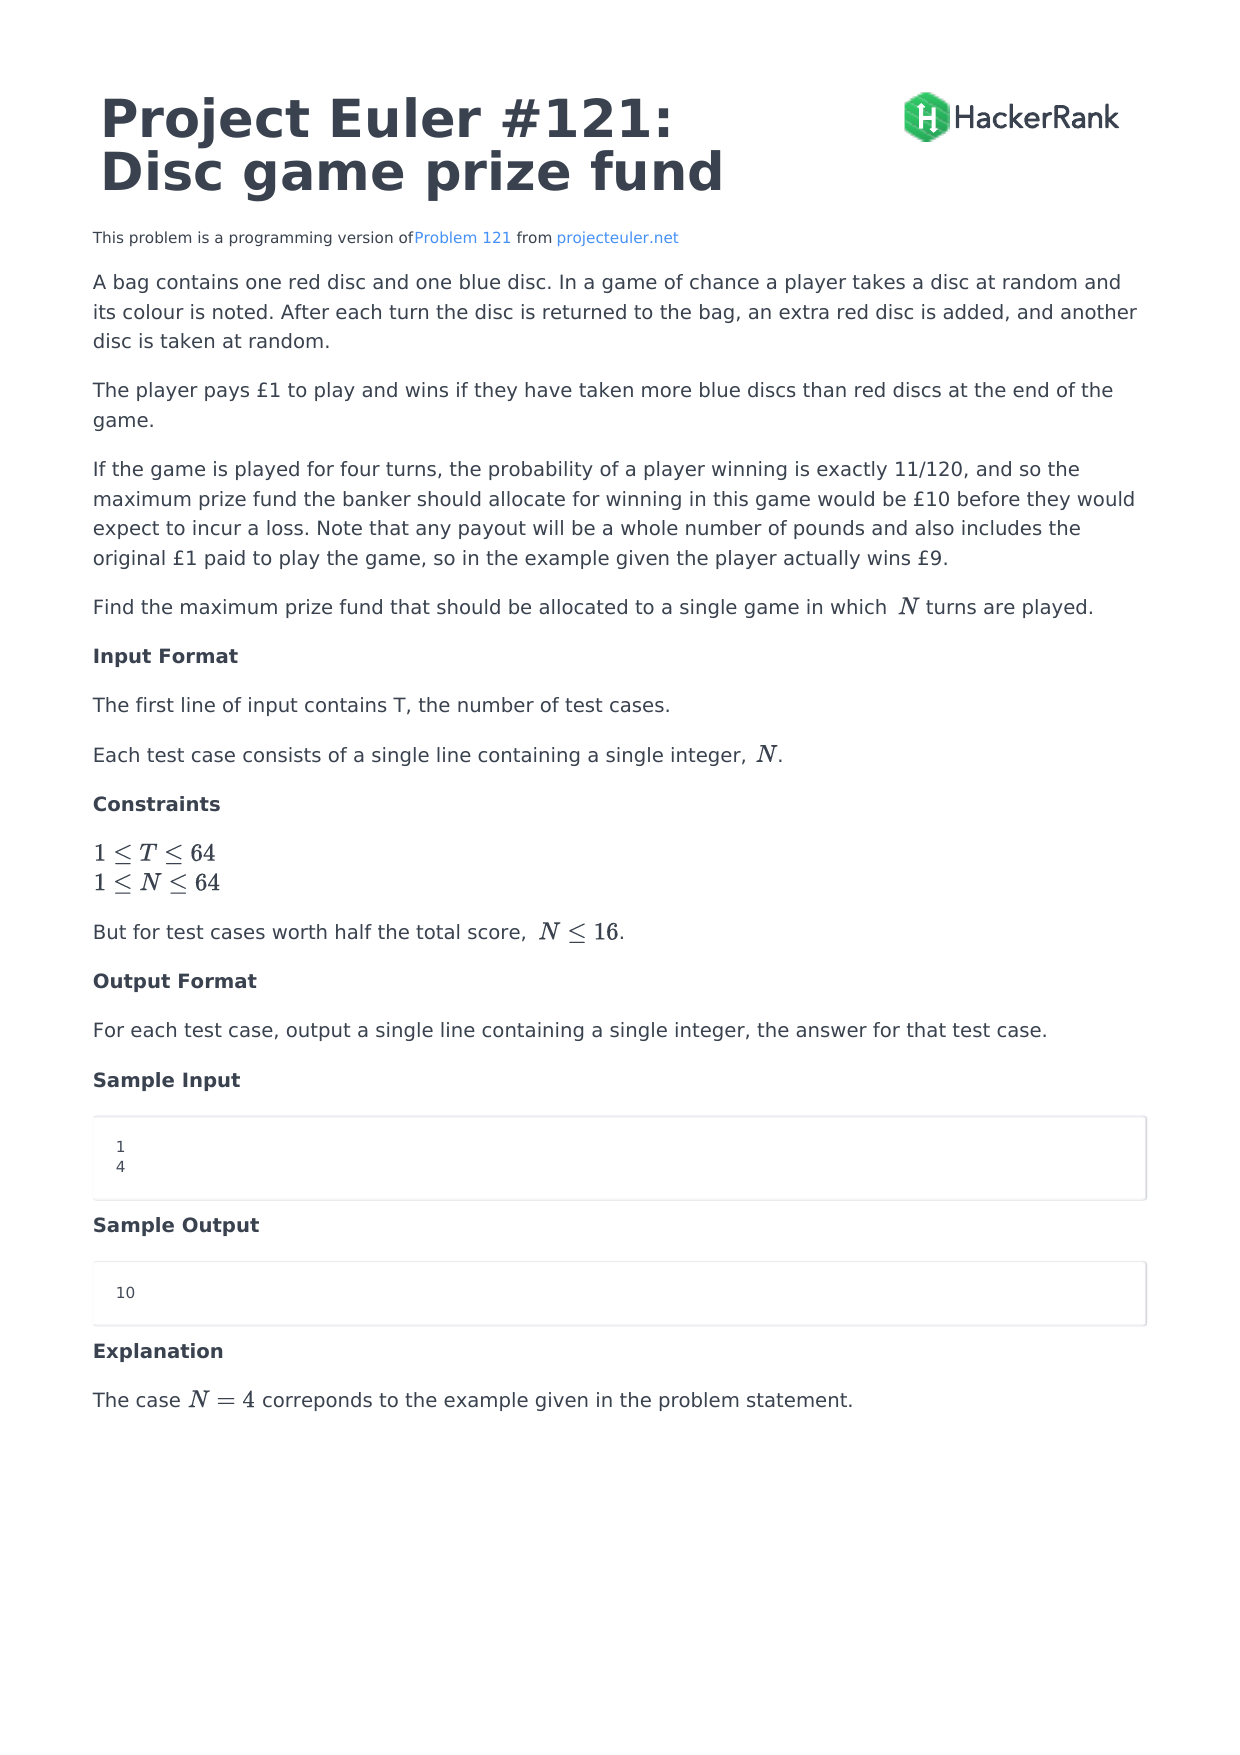 Project Euler #121:
Disc game prize fund
HackerRank
This problem is a programming version ofProblem 121 from projecteuler.net
A bag contains one red disc and one blue disc. In a game of chance a player takes a disc at random and
its colour is noted. After each turn the disc is returned to the bag, an extra red disc is added, and another
disc is taken at random.
The player pays £1 to play and wins if they have taken more blue discs than red discs at the end of the
game.
If the game is played for four turns, the probability of a player winning is exactly 11/120, and so the
maximum prize fund the banker should allocate for winning in this game would be £10 before they would
expect to incur a loss. Note that any payout will be a whole number of pounds and also includes the
original £1 paid to play the game, so in the example given the player actually wins £9.
Find the maximum prize fund that should be allocated to a single game in which N turns are played.
Input Format
The first line of input contains T, the number of test cases.
Each test case consists of a single line containing a single integer, N.
Constraints
1 ≤ T ≤ 64
1 ≤ N ≤ 64
But for test cases worth half the total score, N ≤ 16.
Output Format
For each test case, output a single line containing a single integer, the answer for that test case.
Sample Input
1
4
Sample Output
10
Explanation
The case N = 4 correponds to the example given in the problem statement.